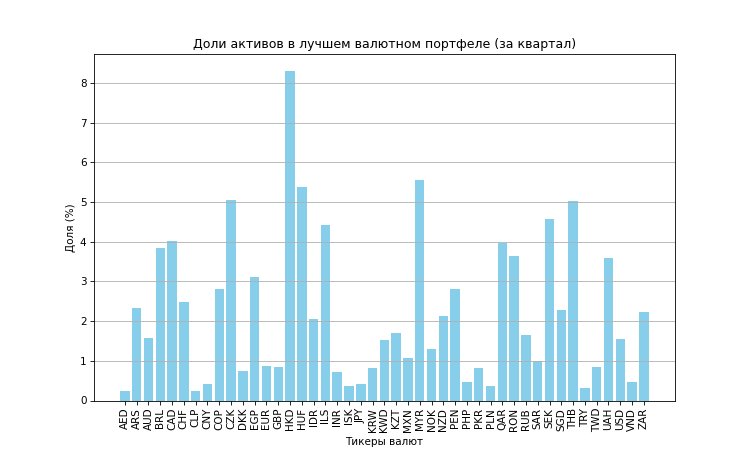 Доли активов в лучшем валютном портфеле (за квартал)
Доля (%)
8
7
6
5
4
3
2
1
0
AED ARS AUD BRL CAD CHF CLP CNY COP CZK DKK EGP EUR GBP HKD HUF IDR ILS INR ISK JPY KRW KWD KZT MXN MYR NOK NZD PEN PHP PKR PLN QAR RON RUB SAR SEK SGD THB TRY TWD UAH USD VND ZAR
Тикеры валют